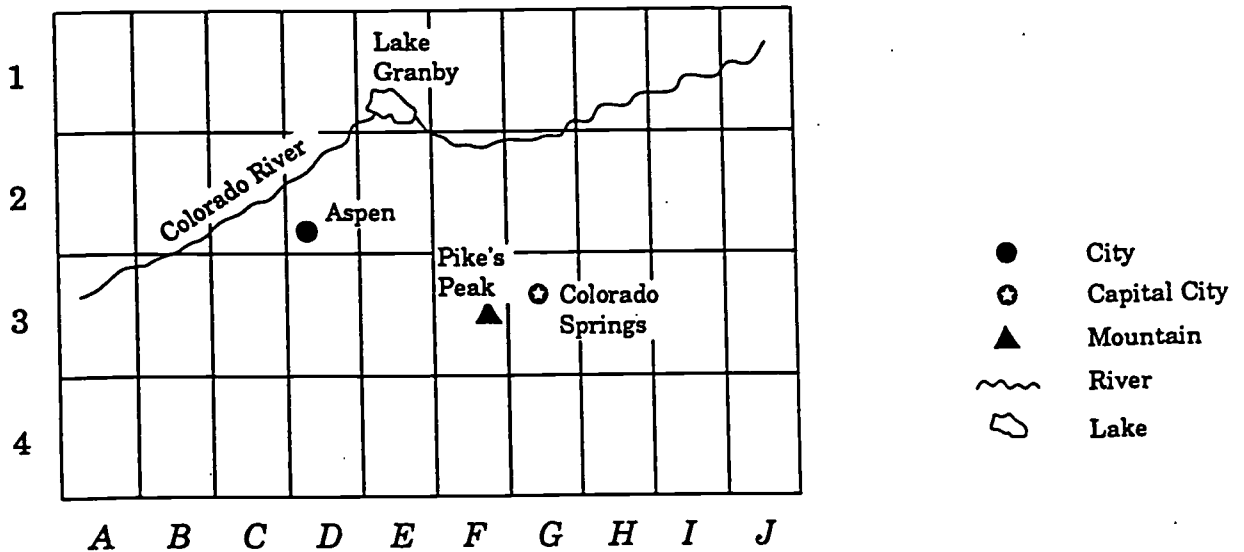 Lake
Granby
1
Colorado River
2
Aspen
Pike's
Peak
Colorado
Springs
3
4
A B C D E F G H I J
City
Capital City
Mountain
River
Lake